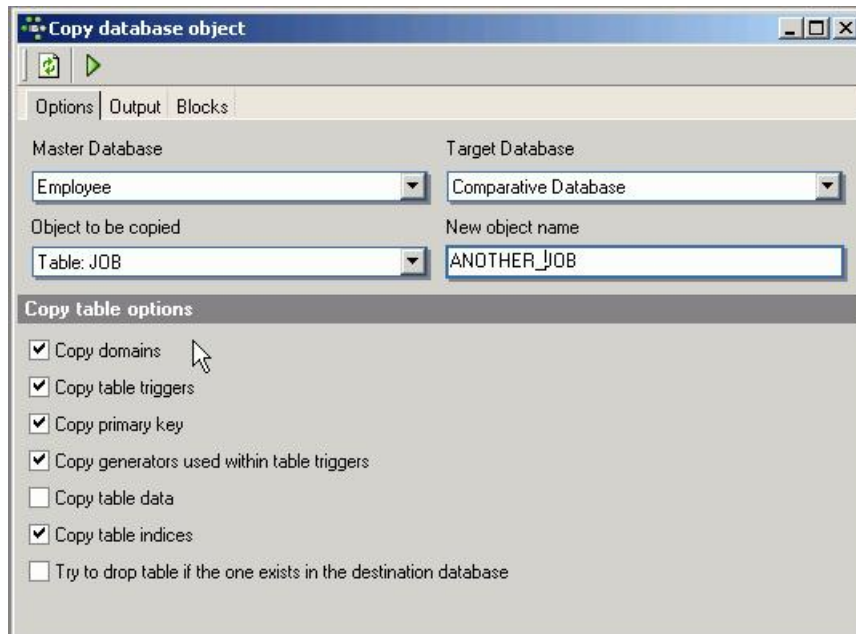 Copy database object
Options Output Blocks
Master Database Target Database
Employee Comparative Database
Object to be copied New object name
Table: JOB ANOTHER_JOB
Copy table options
Copy domains
Copy table triggers
Copy primary key
Copy generators used within table triggers
Copy table data
Copy table indices
Try to drop table if the one exists in the destination database